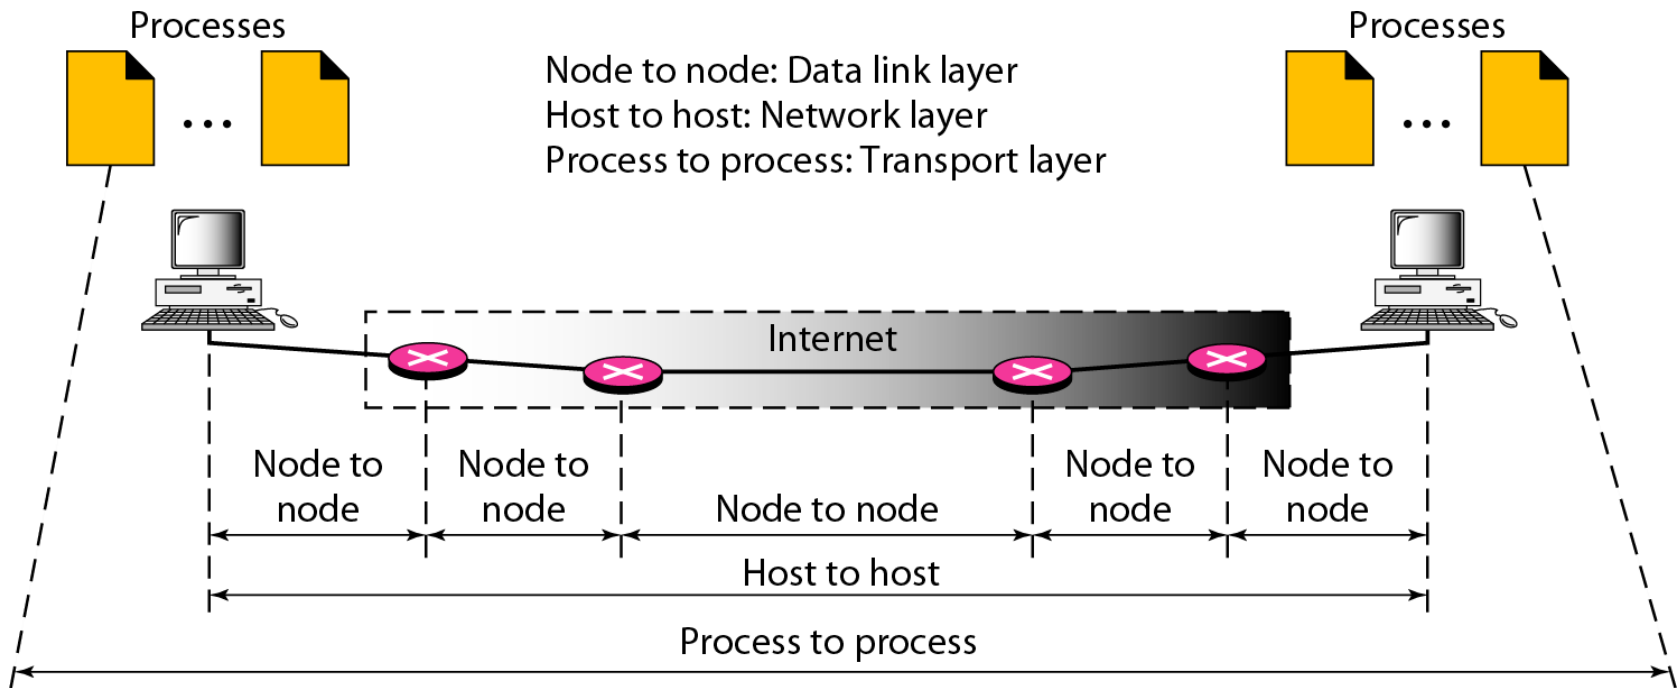 Processes
Processes
Node to node: Data link layer
Host to host: Network layer
Process to process: Transport layer
...
...
Internet
Node to
node
Node to
node
Node to node
Node to
node
Node to
node
Host to host
Process to process